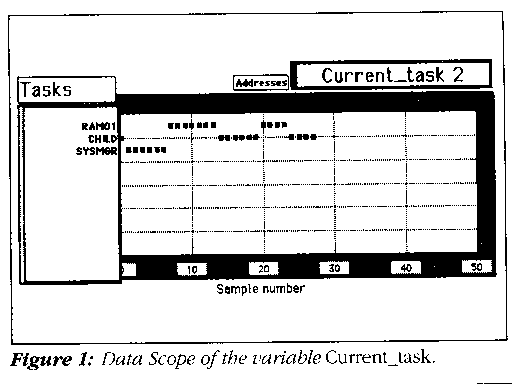 Current_task 2
Addresses
Tasks
RAM01
CHILD
SYSMGR
10 20 30 40 50
Sample number
Figure 1: Data Scope of the variable Current_task.